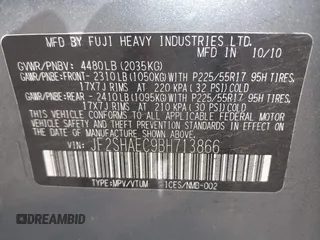 MFD BY FUJI HEAVY INDUSTRIES LTD.
10/10
GVWR/PNBV: 4480LB (2035KG)
GAWR/PNBE:FRONT- 2310LB (1050KG)WITH P225/55R17 95H TIRES
17X7J RIMS AT 220 KPA ( 32 PSI)COLD
GAWR/PNBE:REAR - 2410LB (1095KG)WITH P225/55R17 95H TIRES
17X7J RIMS AT 210 KPA ( 30 PSI)COLD
THIS VEHICLE CONFORMS TO ALL APPLICABLE FEDERAL
MOTOR VEHICLE SAFETY AND
STANDARDS IN EFFECT ON THE DATE OF MANUFACTURE SHOWN ABOVE.
VIN: JF2SHAEC9BH713866
TYPE:MPV/VTUM ICES/NMB-002
©DREAMBID
dreambid.com